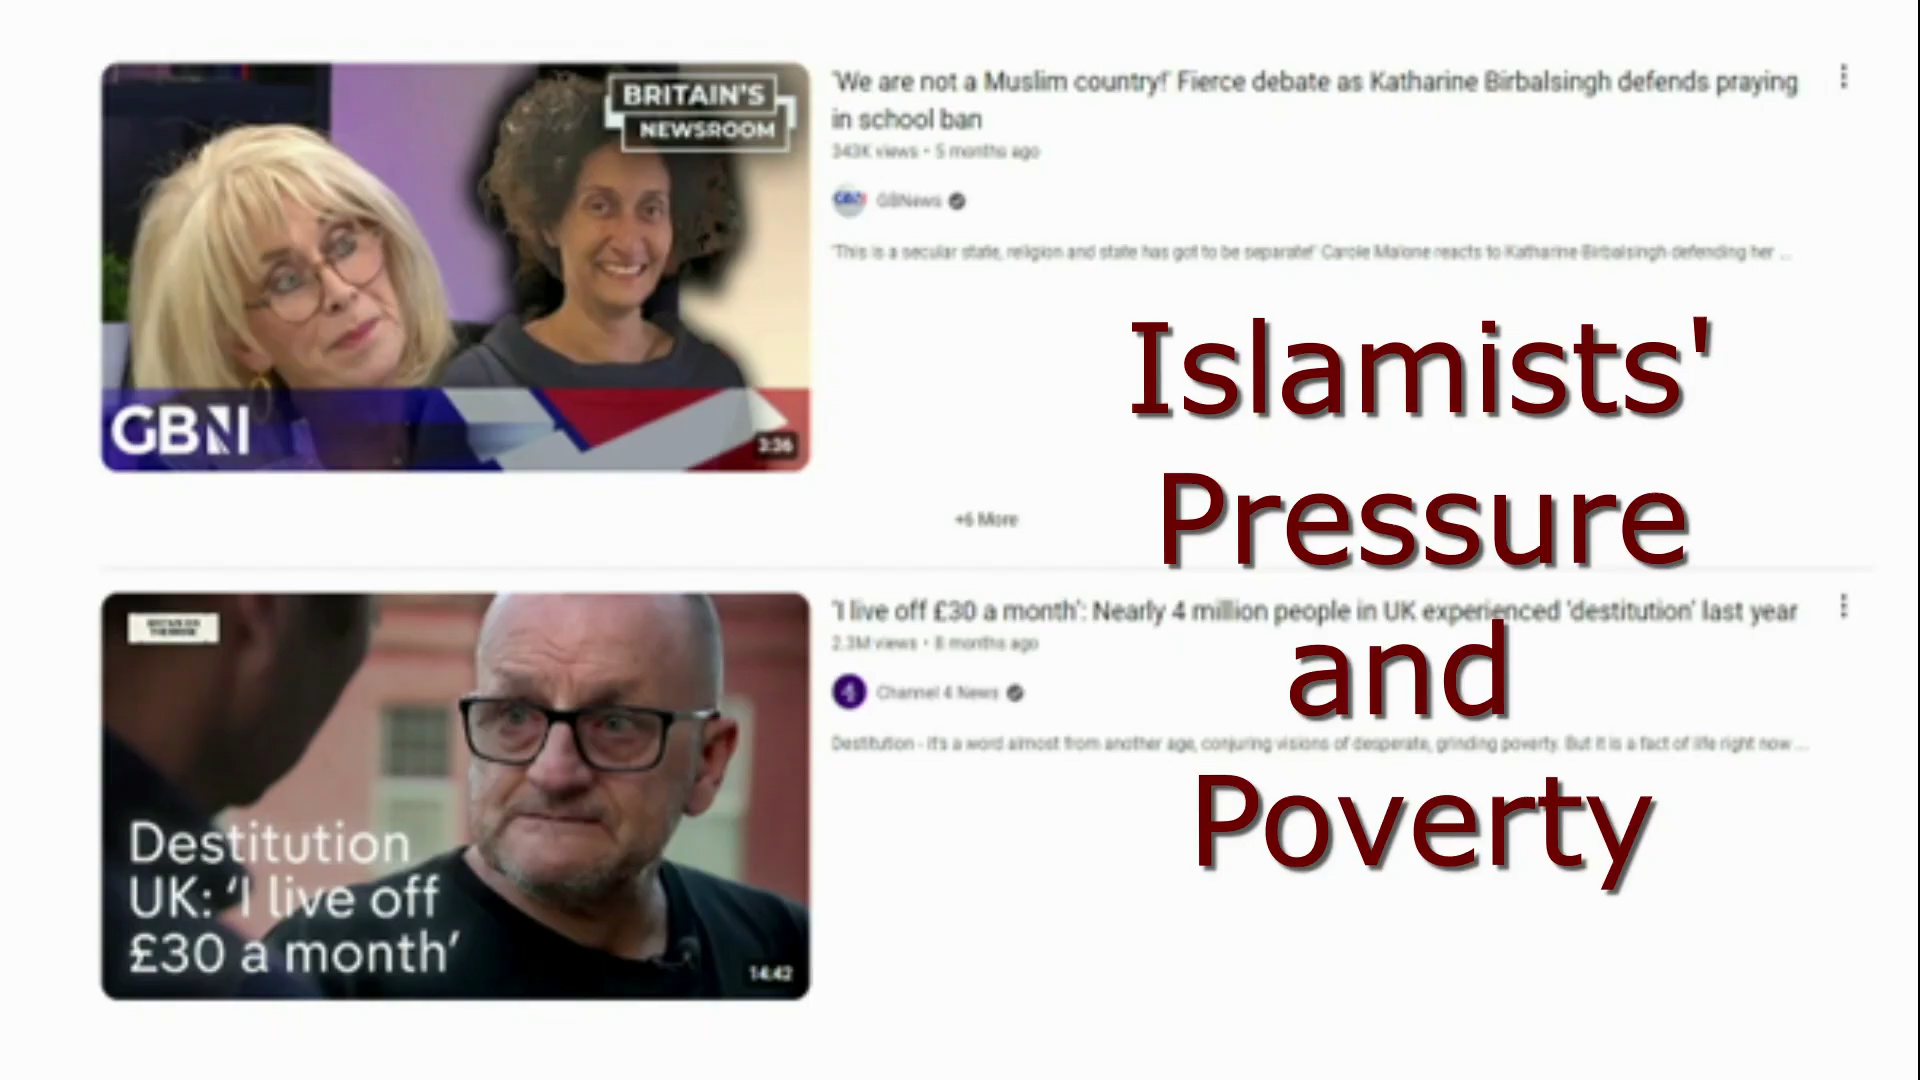 BRITAIN'S
NEWSROOM
GBN
3:36
'We are not a Muslim country!' Fierce debate as Katharine Birbalsingh defends praying
in school ban
343K views • 5 months ago
GBNews
'This is a secular state, religion and state has got to be separate!' Carole Malone reacts to Katharine Birbalsingh defending her ...
+6 More
Islamists'
Pressure
and
Poverty
Destitution
UK: 'I live off
£30 a month'
14:42
'I live off £30 a month': Nearly 4 million people in UK experienced 'destitution' last year
2.3M views • 8 months ago
4 Channel 4 News
Destitution - it's a word almost from another age, conjuring visions of desperate, grinding poverty. But it is a fact of life right now ...